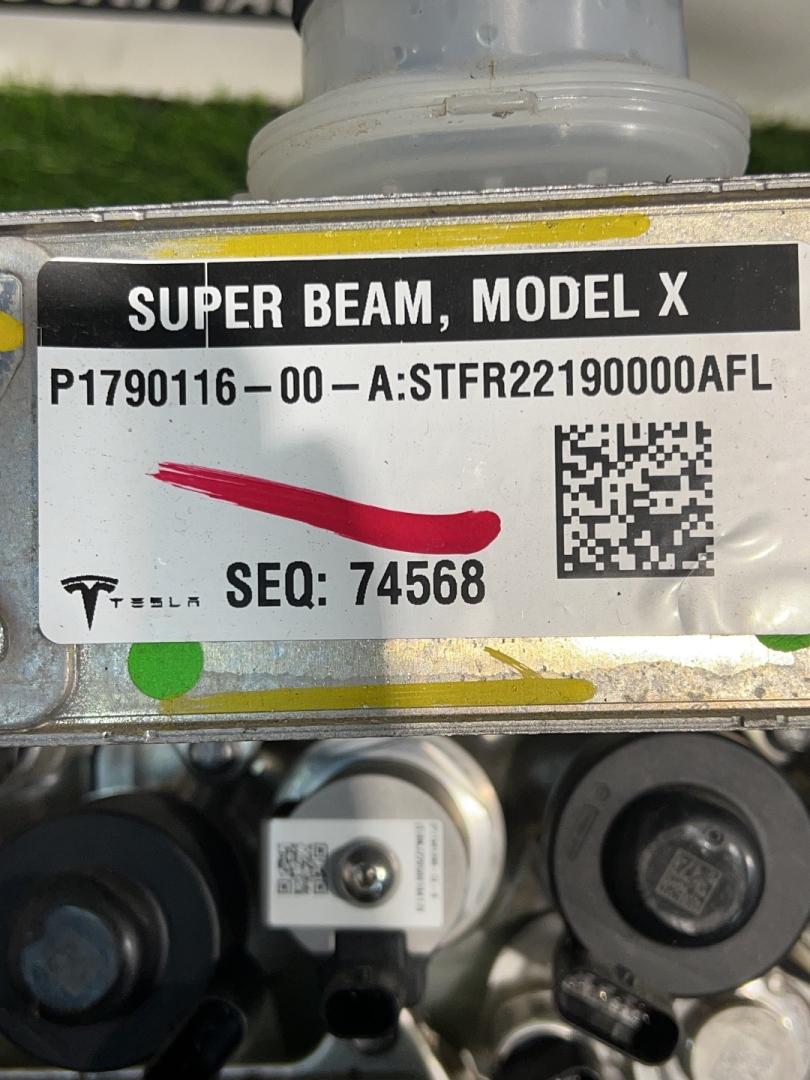 SUPER BEAM, MODEL X
P1790116-00-A:STFR22190000AFL
TESLA
SEQ: 74568